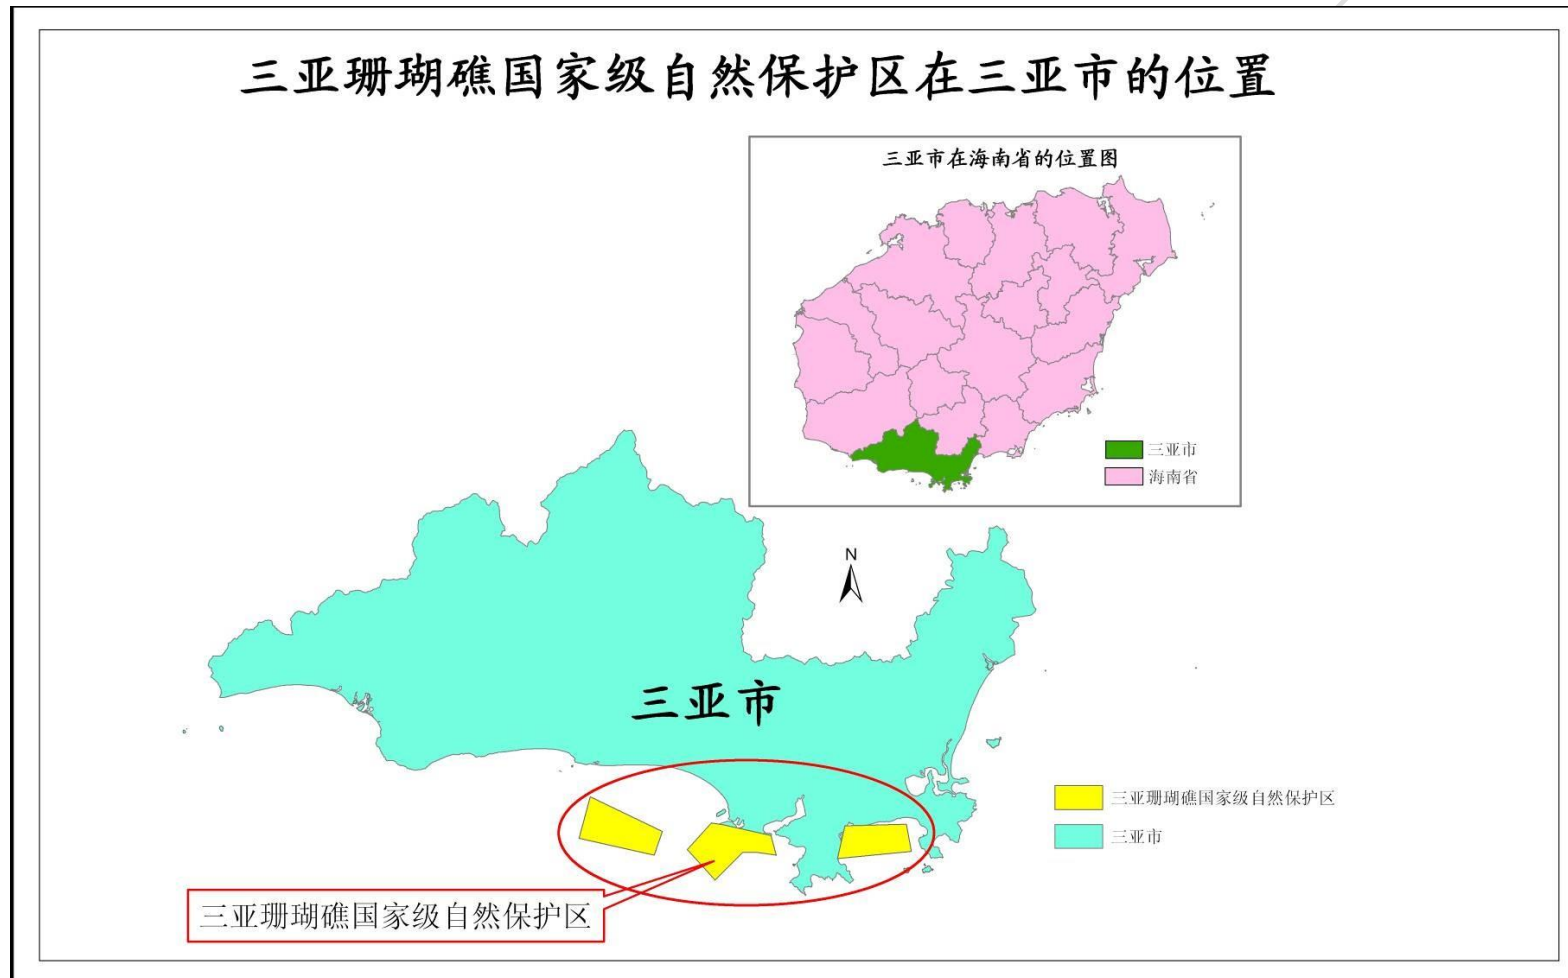 三亚珊瑚礁国家级自然保护区在三亚市的位置
三亚市在海南省的位置图
三亚市
海南省
N
三亚市
三亚珊瑚礁国家级自然保护区
三亚市
三亚珊瑚礁国家级自然保护区